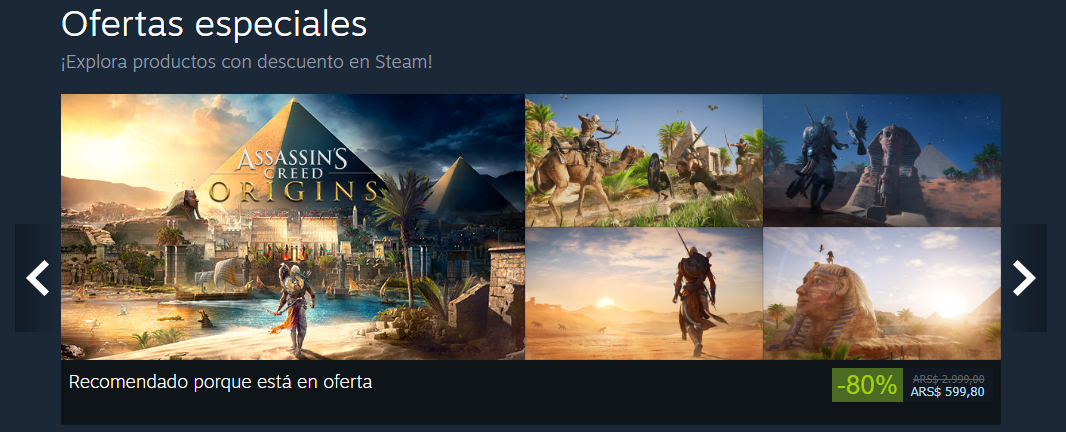 Ofertas especiales
¡Explora productos con descuento en Steam!
ASSASSIN'S
CREED
ORIGINS
Recomendado porque está en oferta
-80%
ARS$ 2.999,00
ARS$ 599,80